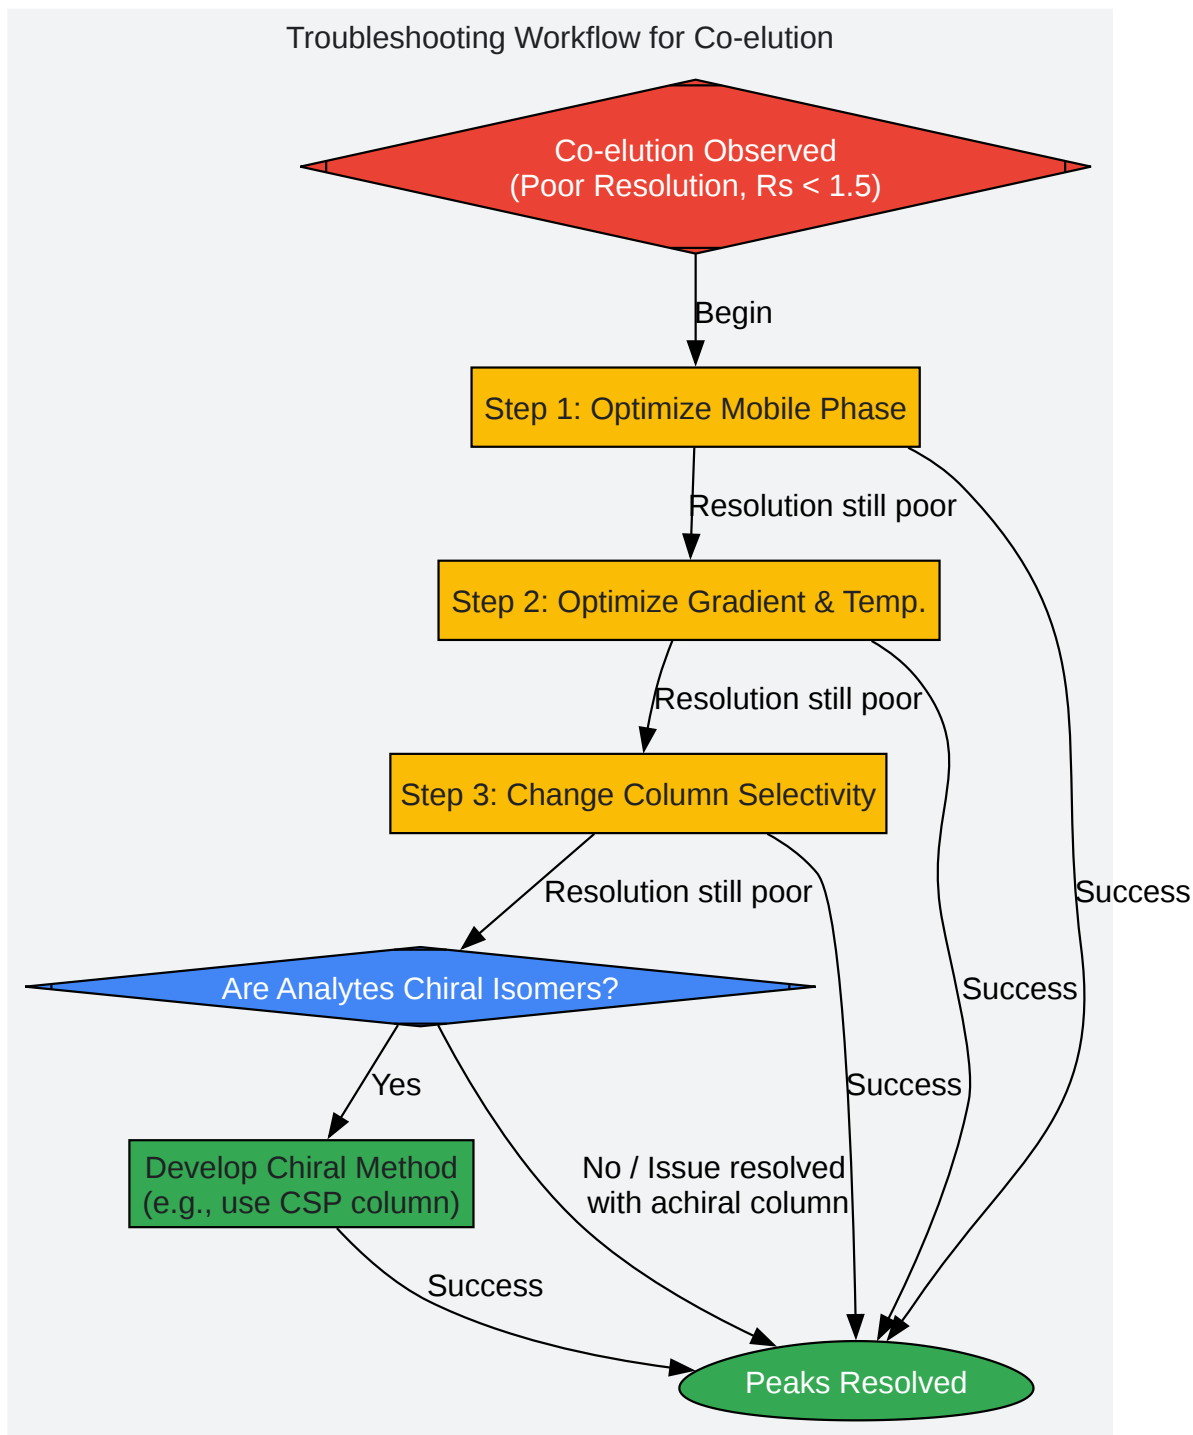 Troubleshooting Workflow for Co-elution
Co-elution Observed
(Poor Resolution, Rs < 1.5)
Begin
Step 1: Optimize Mobile Phase
Resolution still poor
Step 2: Optimize Gradient & Temp.
Resolution still poor
Step 3: Change Column Selectivity
Resolution still poor
Success
Are Analytes Chiral Isomers?
Success
Yes
Success
Develop Chiral Method
(e.g., use CSP column)
No / Issue resolved
with achiral column
Success
Peaks Resolved